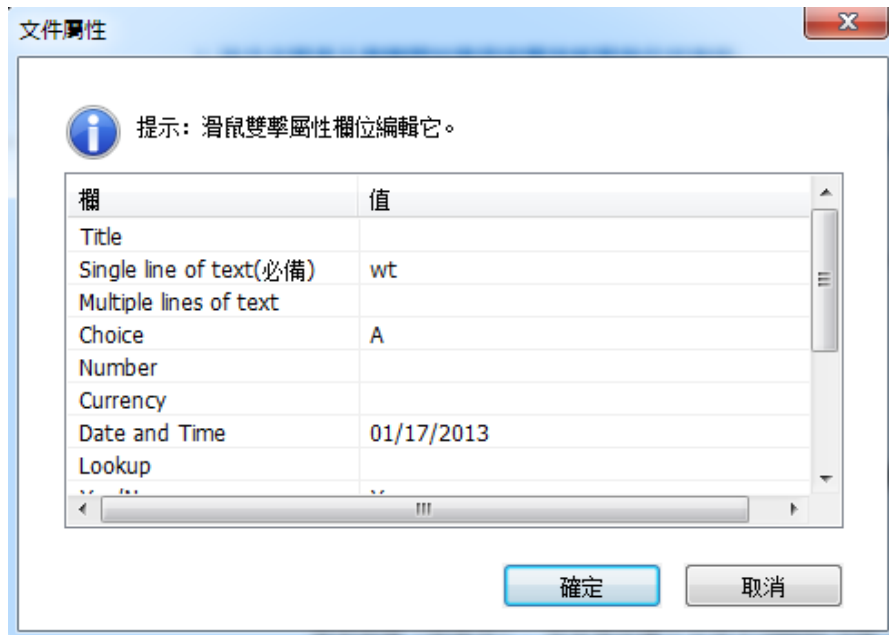 文件屬性
提示：滑鼠雙擊屬性欄位編輯它。
欄 值
Title
Single line of text(必備) wt
Multiple lines of text
Choice A
Number
Currency
Date and Time 01/17/2013
Lookup
確定 取消